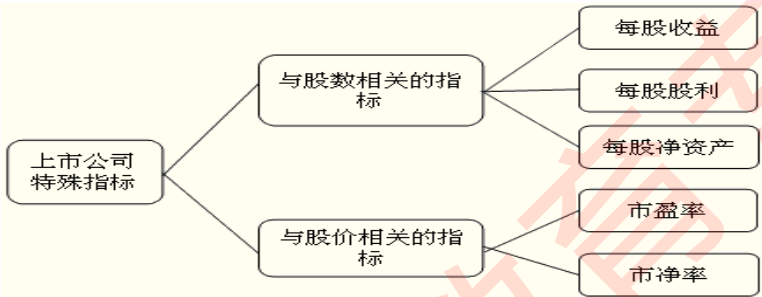 上市公司
特殊指标
与股数相关的指
标
每股收益
每股股利
每股净资产
与股价相关的指
标
市盈率
市净率